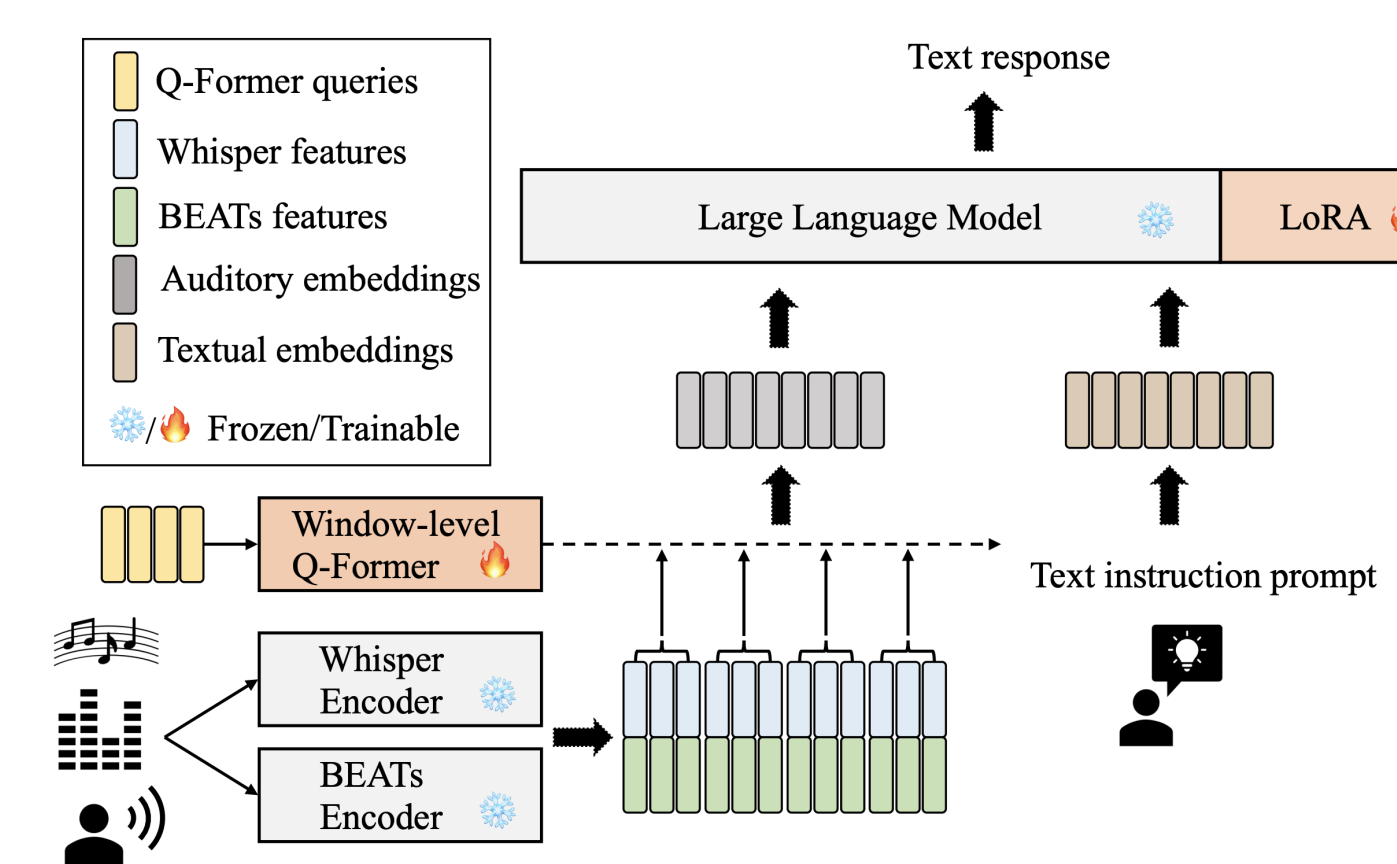 Q-Former queries
Whisper features
BEATs features
Auditory embeddings
Textual embeddings
/ Frozen/Trainable
Text response
Large Language Model
LoRA
Window-level
Q-Former
Whisper
Encoder
BEATs
Encoder
Text instruction prompt